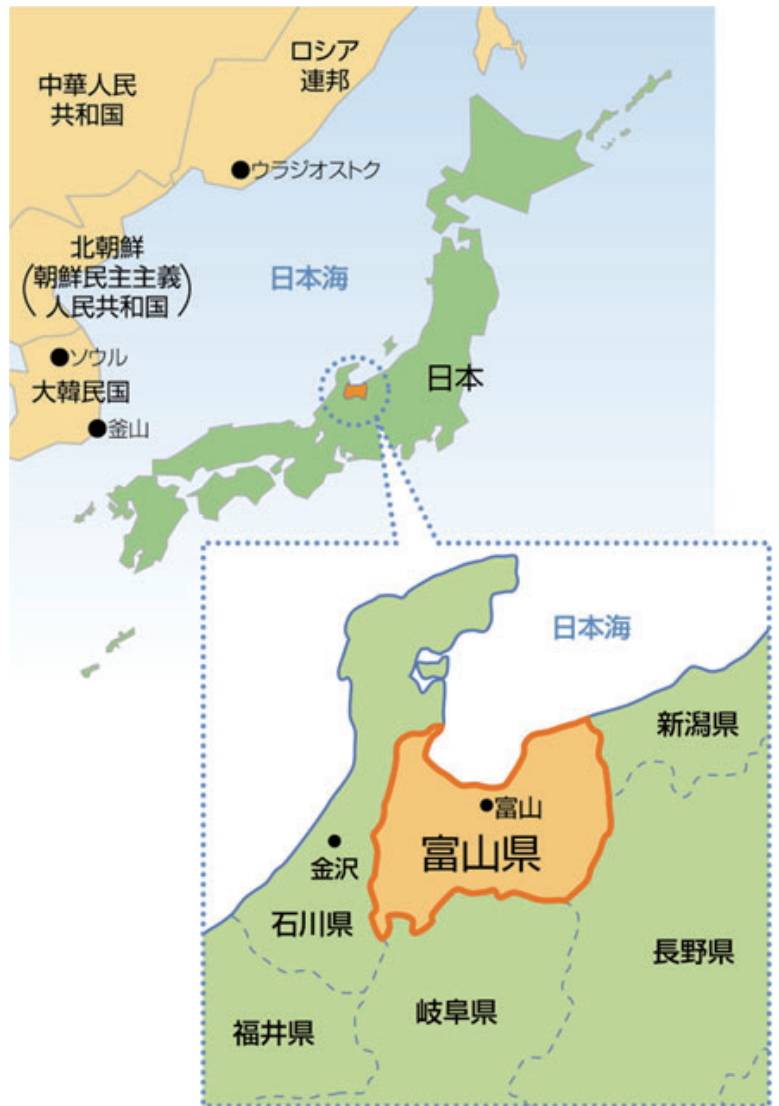 ロシア
連邦
中華人民
共和国
ウラジオストク
北朝鮮
(朝鮮民主主義
人民共和国)
日本海
ソウル
大韓民国
日本
釜山
日本海
新潟県
富山
富山県
金沢
石川県
長野県
岐阜県
福井県